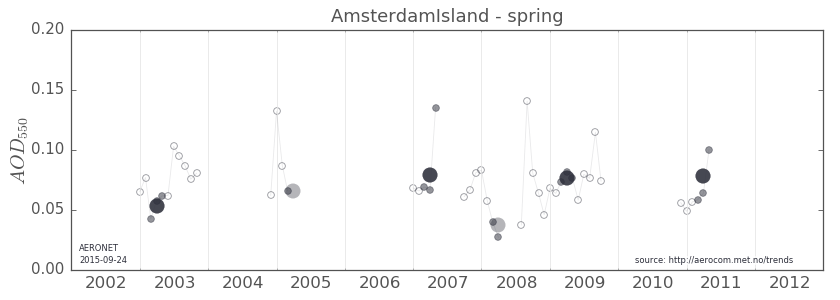 AmsterdamIsland - spring
0.20
0.15
0.10
0.05
0.00
AOD550
AERONET
2015-09-24
source: http://aerocom.met.no/trends
2002 2003 2004 2005 2006 2007 2008 2009 2010 2011 2012